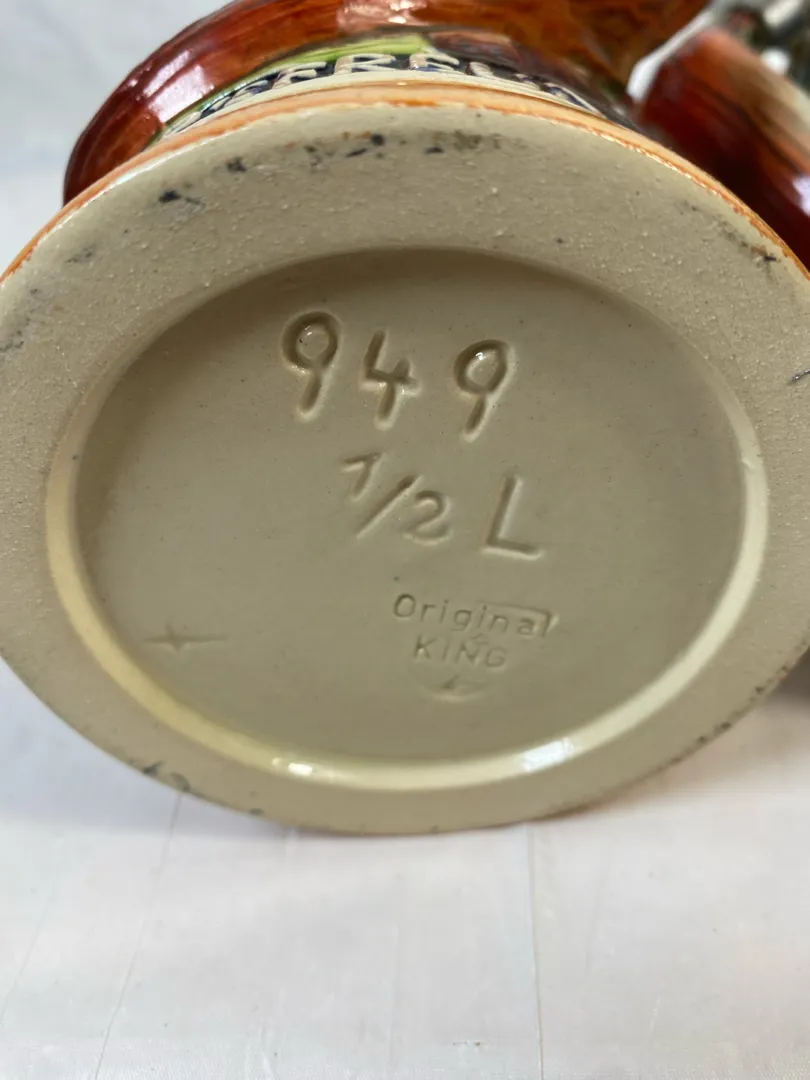 949
1/2 L
Original
KING